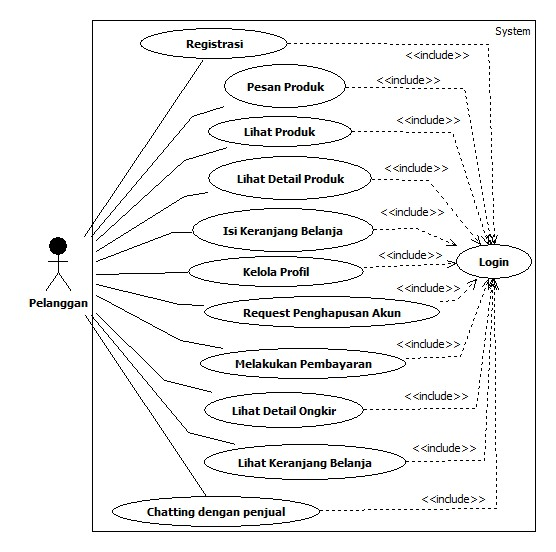 System
Registrasi
<<include>>
Pesan Produk
<<include>>
Lihat Produk
<<include>>
Lihat Detail Produk
<<include>>
Isi Keranjang Belanja
<<include>>
Kelola Profil
<<include>>
Login
Pelanggan
Request Penghapusan Akun
<<include>>
Melakukan Pembayaran
<<include>>
Lihat Detail Ongkir
<<include>>
Lihat Keranjang Belanja
<<include>>
Chatting dengan penjual
<<include>>